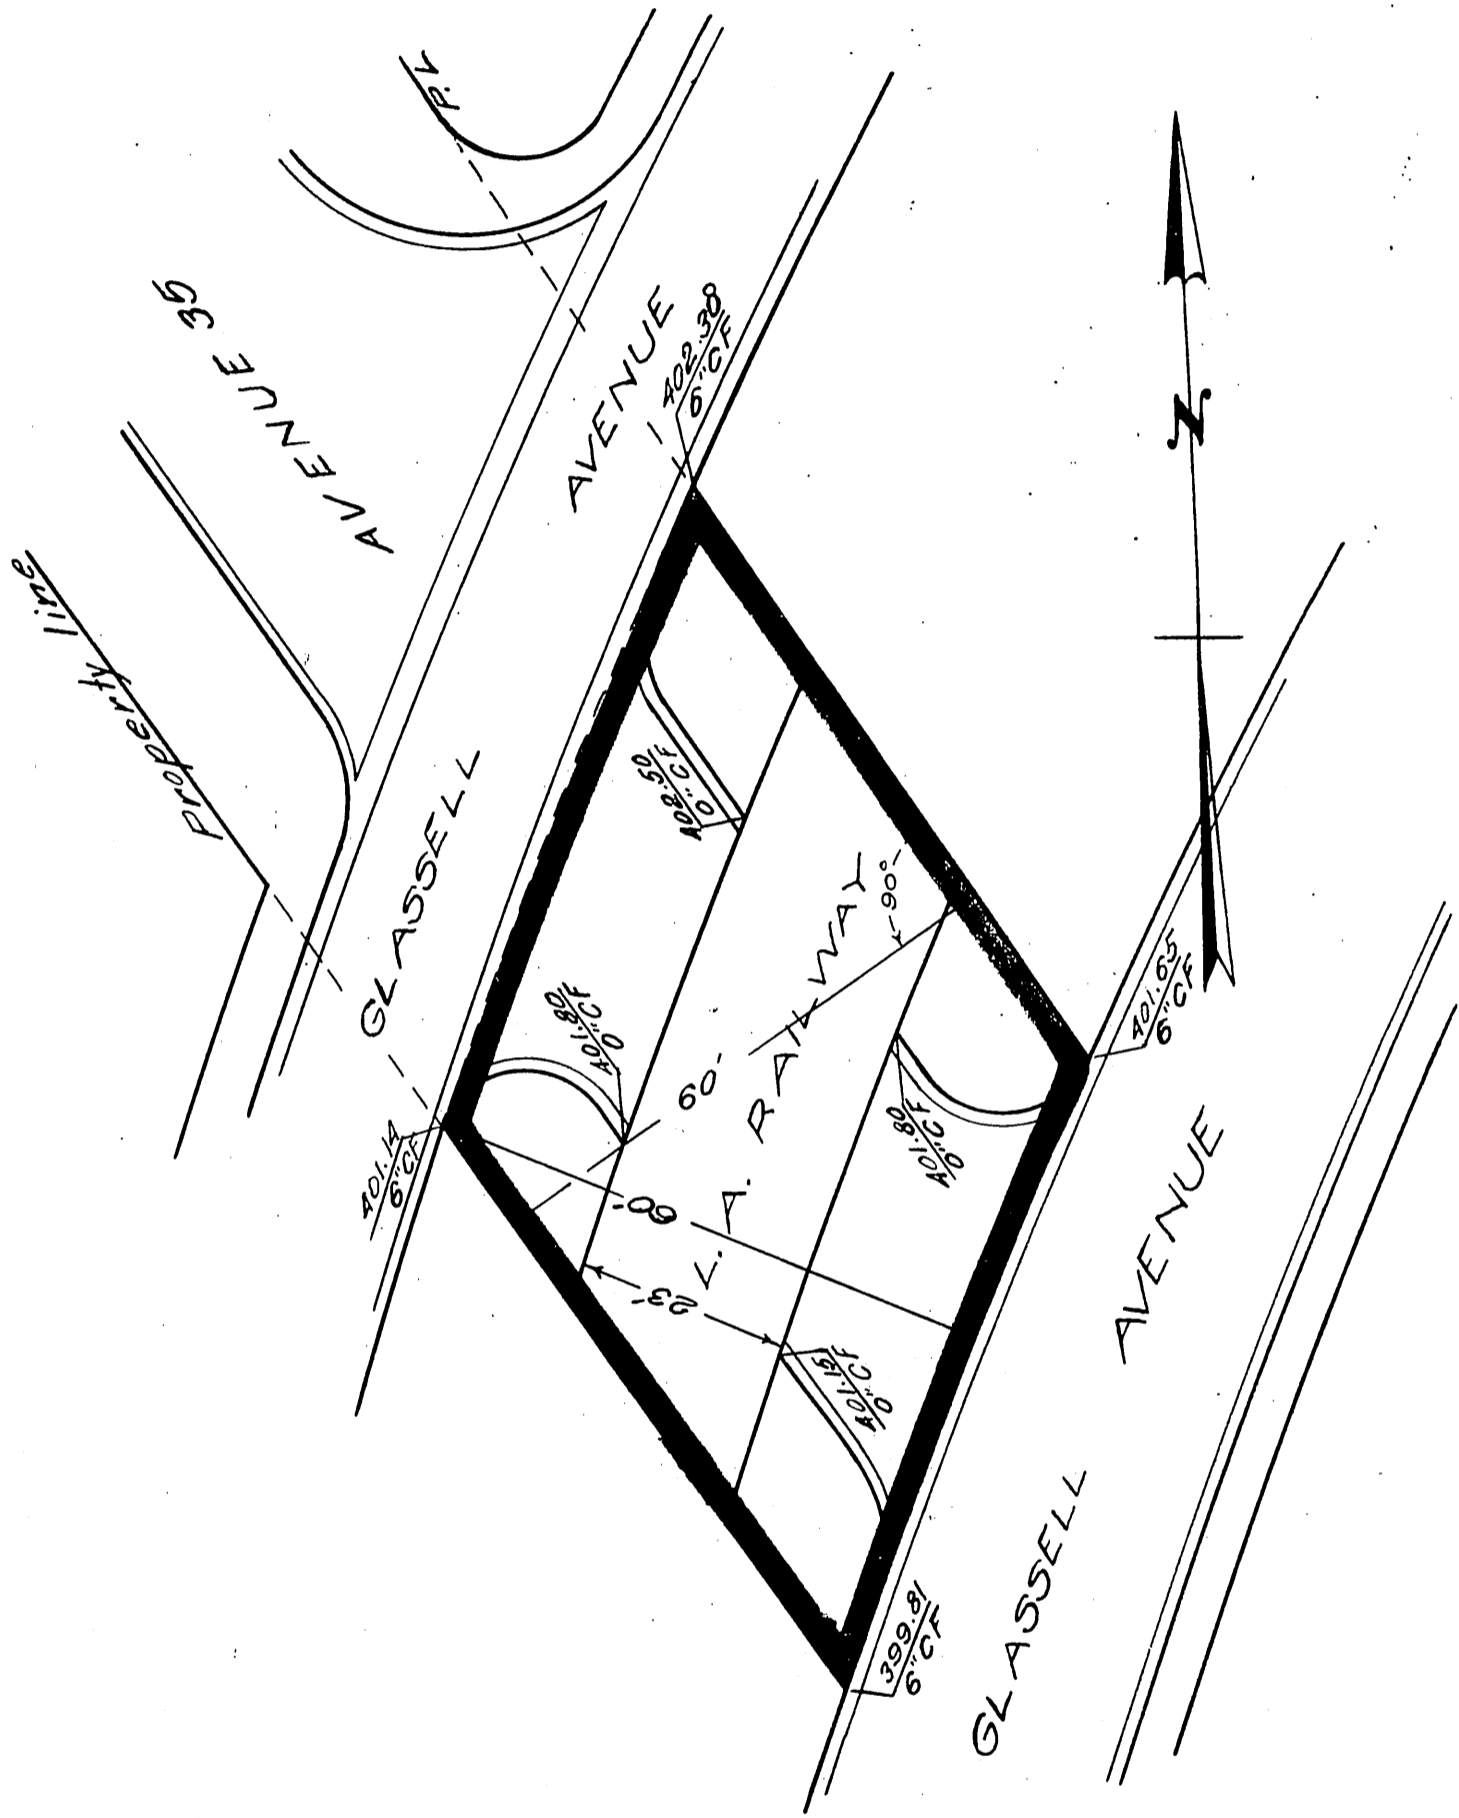 P.L
AVENUE 35
Property line
GLASSELL AVENUE
402.38
6"CF
402.50
0"CF
401.80
0"CF
L. A. RAILWAY
90°
60'
60'
23'
401.14
6"CF
401.80
0"CF
401.15
0"CF
401.65
6"CF
399.81
6"CF
GLASSELL AVENUE
N